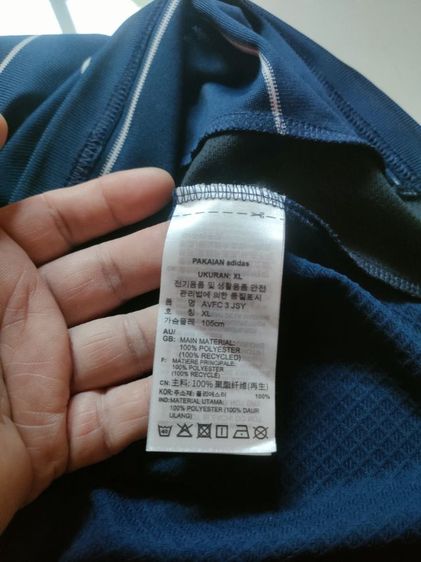 PAKAIAN adidas
UKURAN: XL
전기용품 및 생활용품 안전
관리법에 의한 품질표시
품 명 AVFC 3 JSY
호 칭 XL
가슴둘레 105cm
AU/
GB: MAIN MATERIAL:
100% POLYESTER
(100% RECYCLED)
F: MATIÈRE PRINCIPALE:
100% POLYESTER
(100% RECYCLÉ)
CN: 主料: 100% 聚酯纤维(再生)
KOR: 주소재: 폴리에스터 100%
IND: MATERIAL UTAMA:
100% POLYESTER (100% DAUR
ULANG)
40